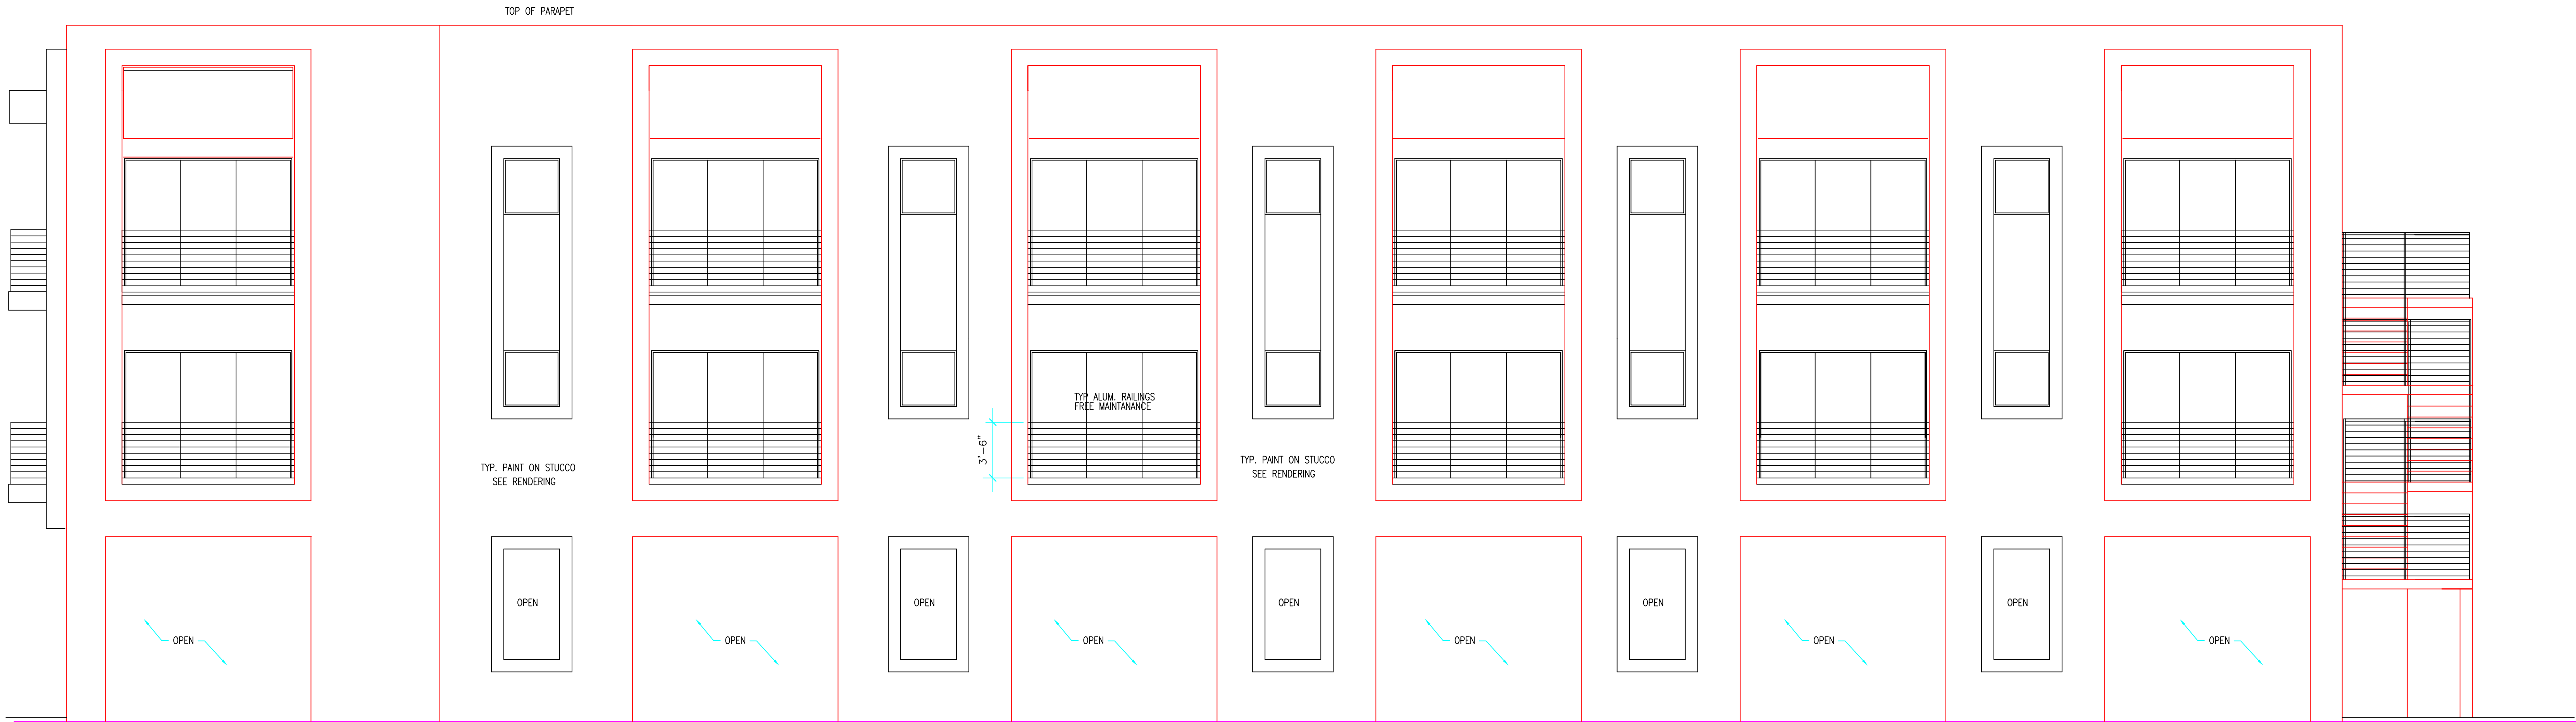 TOP OF PARAPET
TYP ALUM. RAILINGS
FREE MAINTANANCE
3'-6"
TYP. PAINT ON STUCCO
SEE RENDERING
TYP. PAINT ON STUCCO
SEE RENDERING
OPEN
OPEN
OPEN
OPEN
OPEN
OPEN
OPEN
OPEN
OPEN
OPEN
OPEN